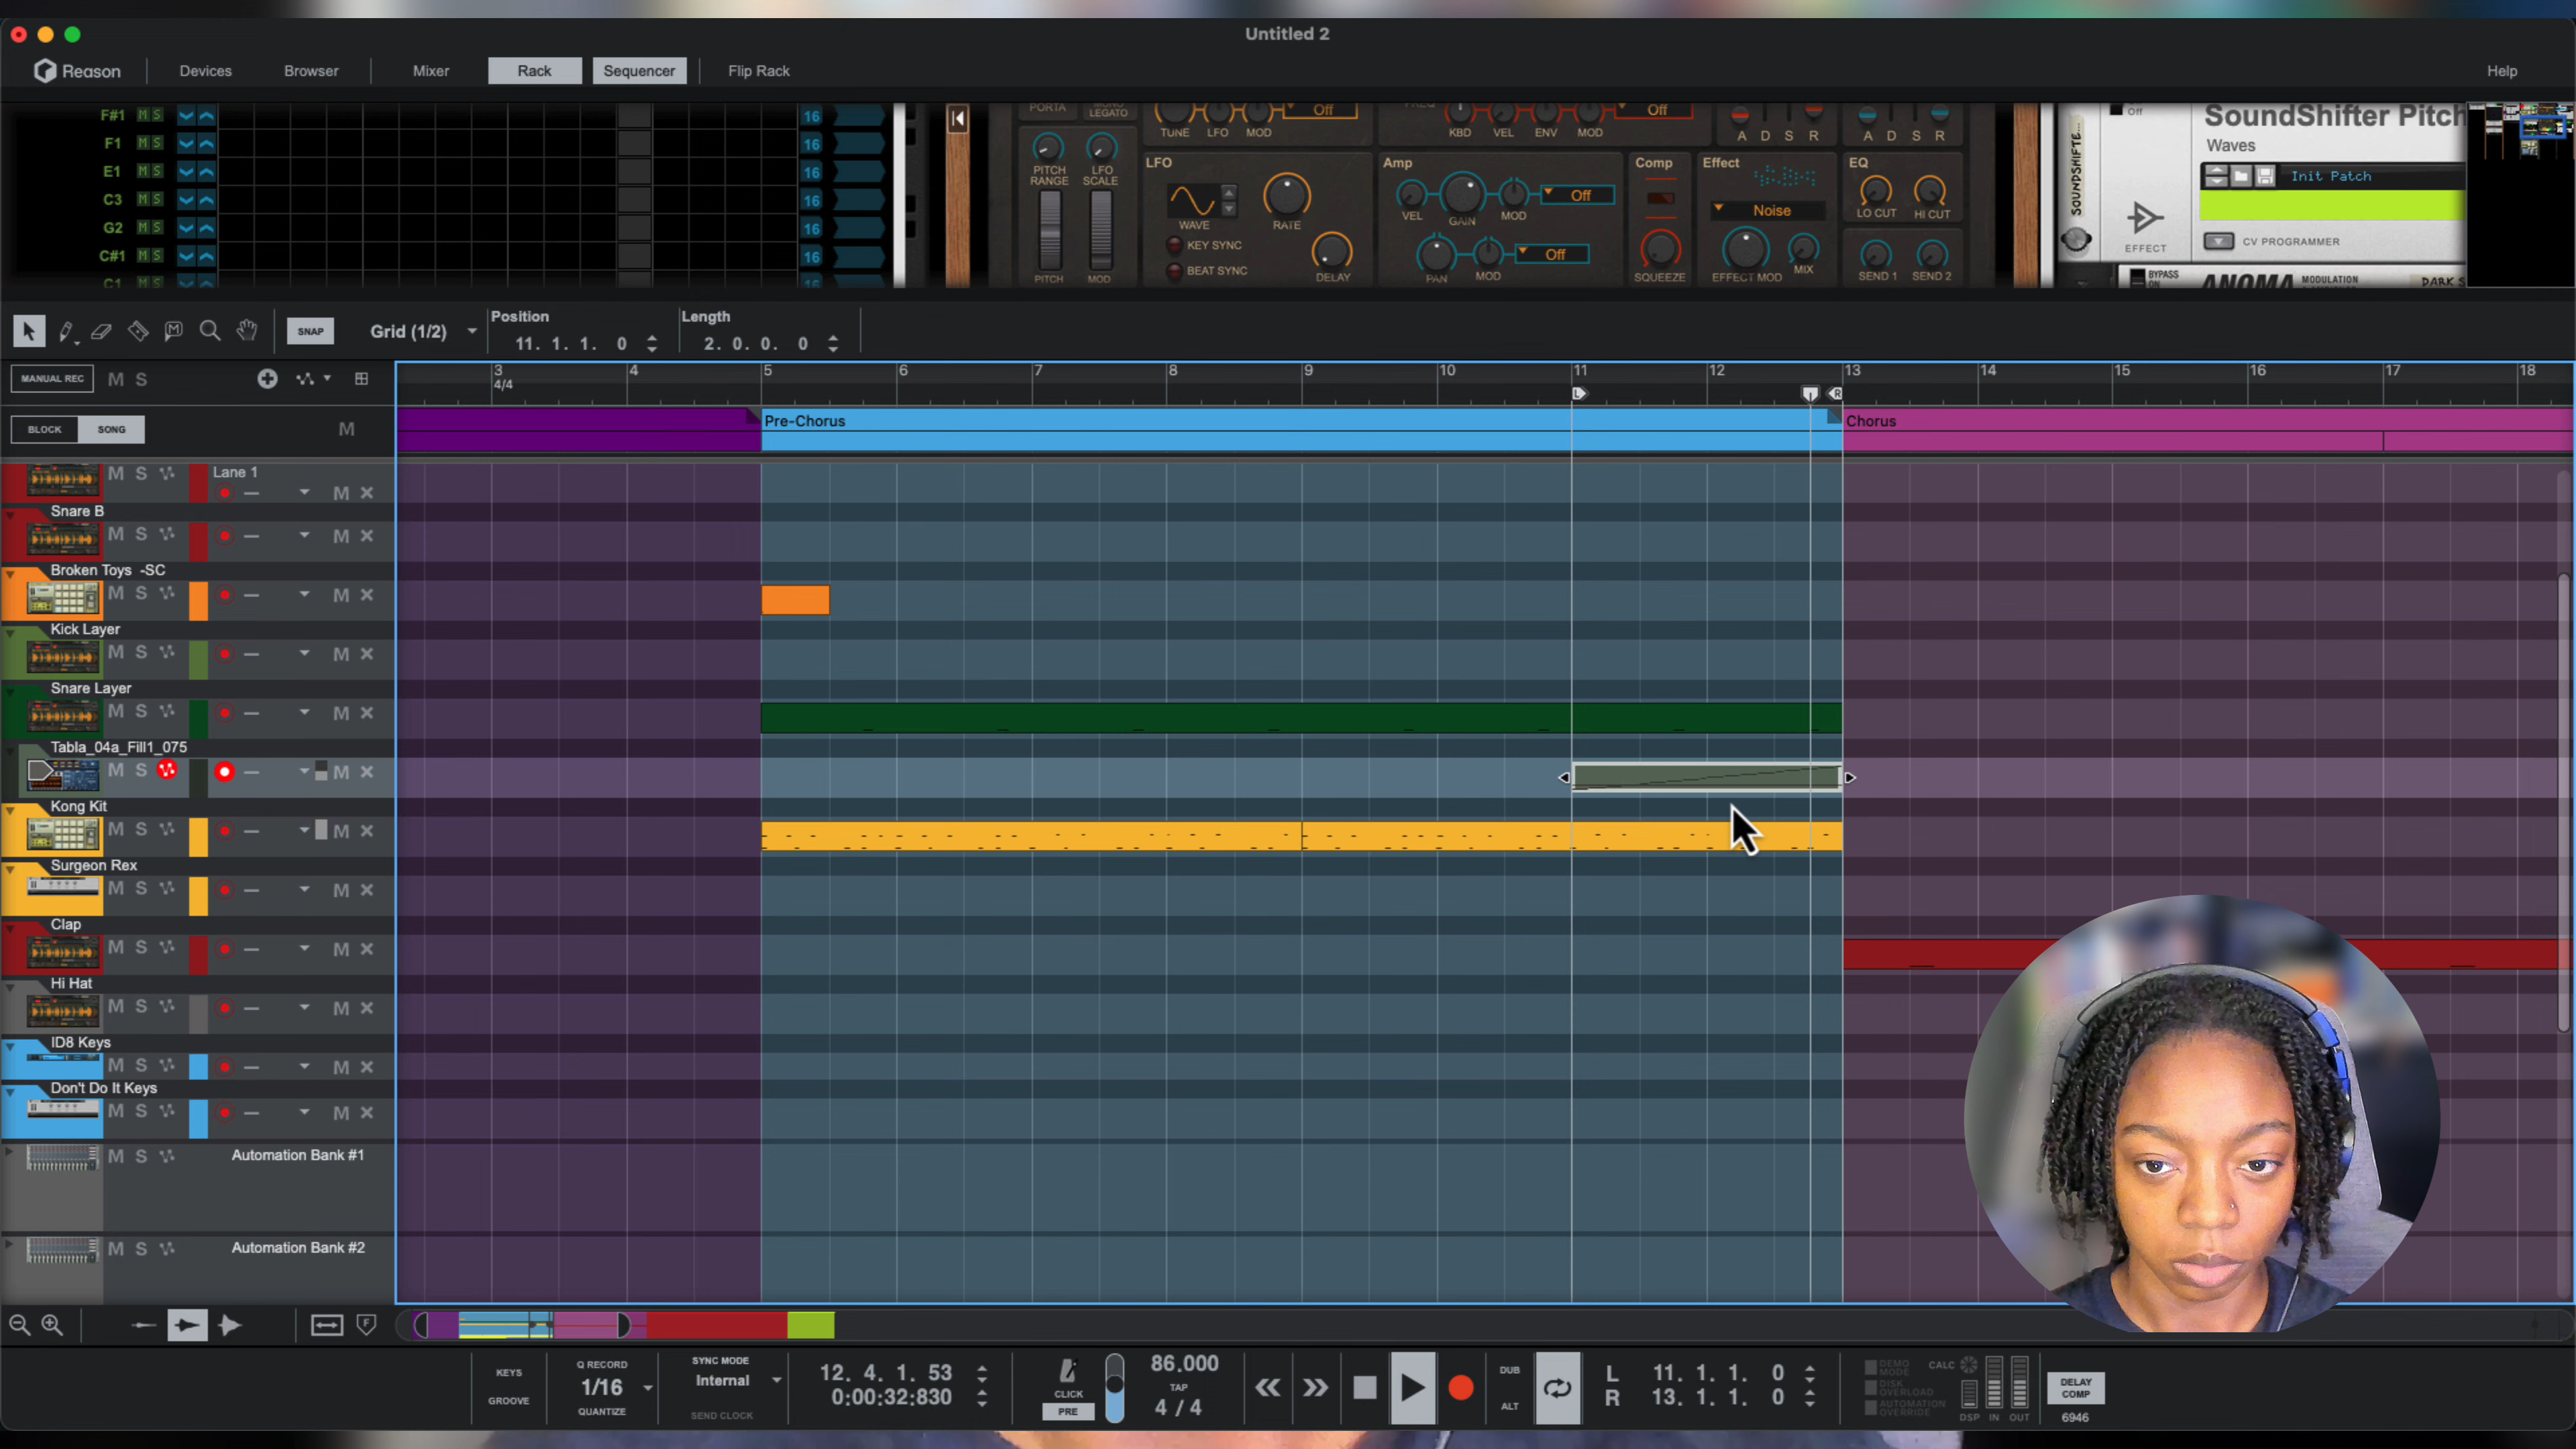 Untitled 2
Reason Devices Browser Mixer Rack Sequencer Flip Rack Help
F#1 M S 16
F1 M S 16
E1 M S 16
C3 M S 16
G2 M S 16
C#1 M S 16
C1
PORTA MONO LEGATO
PITCH RANGE LFO SCALE
PITCH MOD
TUNE LFO MOD Off
LFO
WAVE RATE
KEY SYNC
BEAT SYNC
DELAY
KBD VEL ENV MOD Off
Amp
VEL GAIN MOD Off
PAN MOD Off
Comp
SQUEEZE
A D S R
Effect
Noise
EFFECT MOD MIX
A D S R
EQ
LO CUT HI CUT
SEND 1 SEND 2
SOUNDSHIFTE...
Off
EFFECT
SoundShifter Pitch
Waves
Init Patch
CV PROGRAMMER
BYPASS
ON
MODULATION
SNAP Grid (1/2)
Position
11. 1. 1. 0
Length
2. 0. 0. 0
MANUAL REC M S
3 4 5 6 7 8 9 10 11 12 13 14 15 16 17 18
4/4
L R
BLOCK SONG M
Pre-Chorus Chorus
M S Lane 1 M
Snare B
M S M
Broken Toys -SC
M S M
Kick Layer
M S M
Snare Layer
M S M
Tabla_04a_Fill1_075
M S M
Kong Kit
M S M
Surgeon Rex
M S M
Clap
M S M
Hi Hat
M S M
ID8 Keys
M S M
Don't Do It Keys
M S M
M S Automation Bank #1
M S Automation Bank #2
F
KEYS
GROOVE
Q RECORD
1/16
QUANTIZE
SYNC MODE
Internal
SEND CLOCK
12. 4. 1. 53
0:00:32:830
CLICK
PRE
86.000
TAP
4 / 4
DUB
ALT
L 11. 1. 1. 0
R 13. 1. 1. 0
DEMO MODE
DISK OVERLOAD
AUTOMATION OVERRIDE
CALC
DSP IN OUT
DELAY COMP
6946